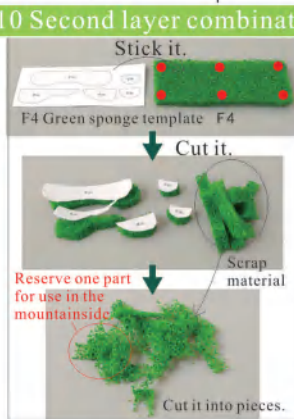 10 Second layer combinat
Stick it.
F4 Green sponge template F4
Cut it.
Scrap
material
Reserve one part
for use in the
mountainside
Cut it into pieces.